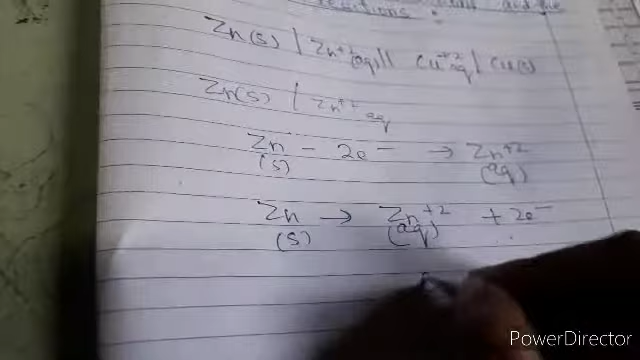 reactions :
Zn(s) | Zn+2(aq) || Cu+2 aq | Cu(s)
Zn(s) | Zn+2 aq
Zn(s) - 2e- → Zn+2(aq)
Zn(s) → Zn+2(aq) + 2e-
PowerDirector